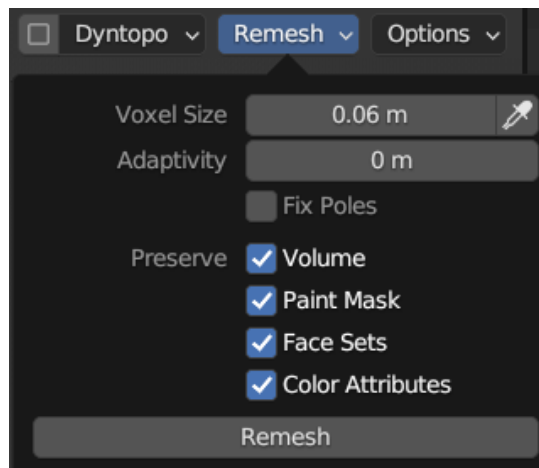 Dyntopo Remesh Options
Voxel Size 0.06 m
Adaptivity 0 m
Fix Poles
Preserve Volume
Paint Mask
Face Sets
Color Attributes
Remesh